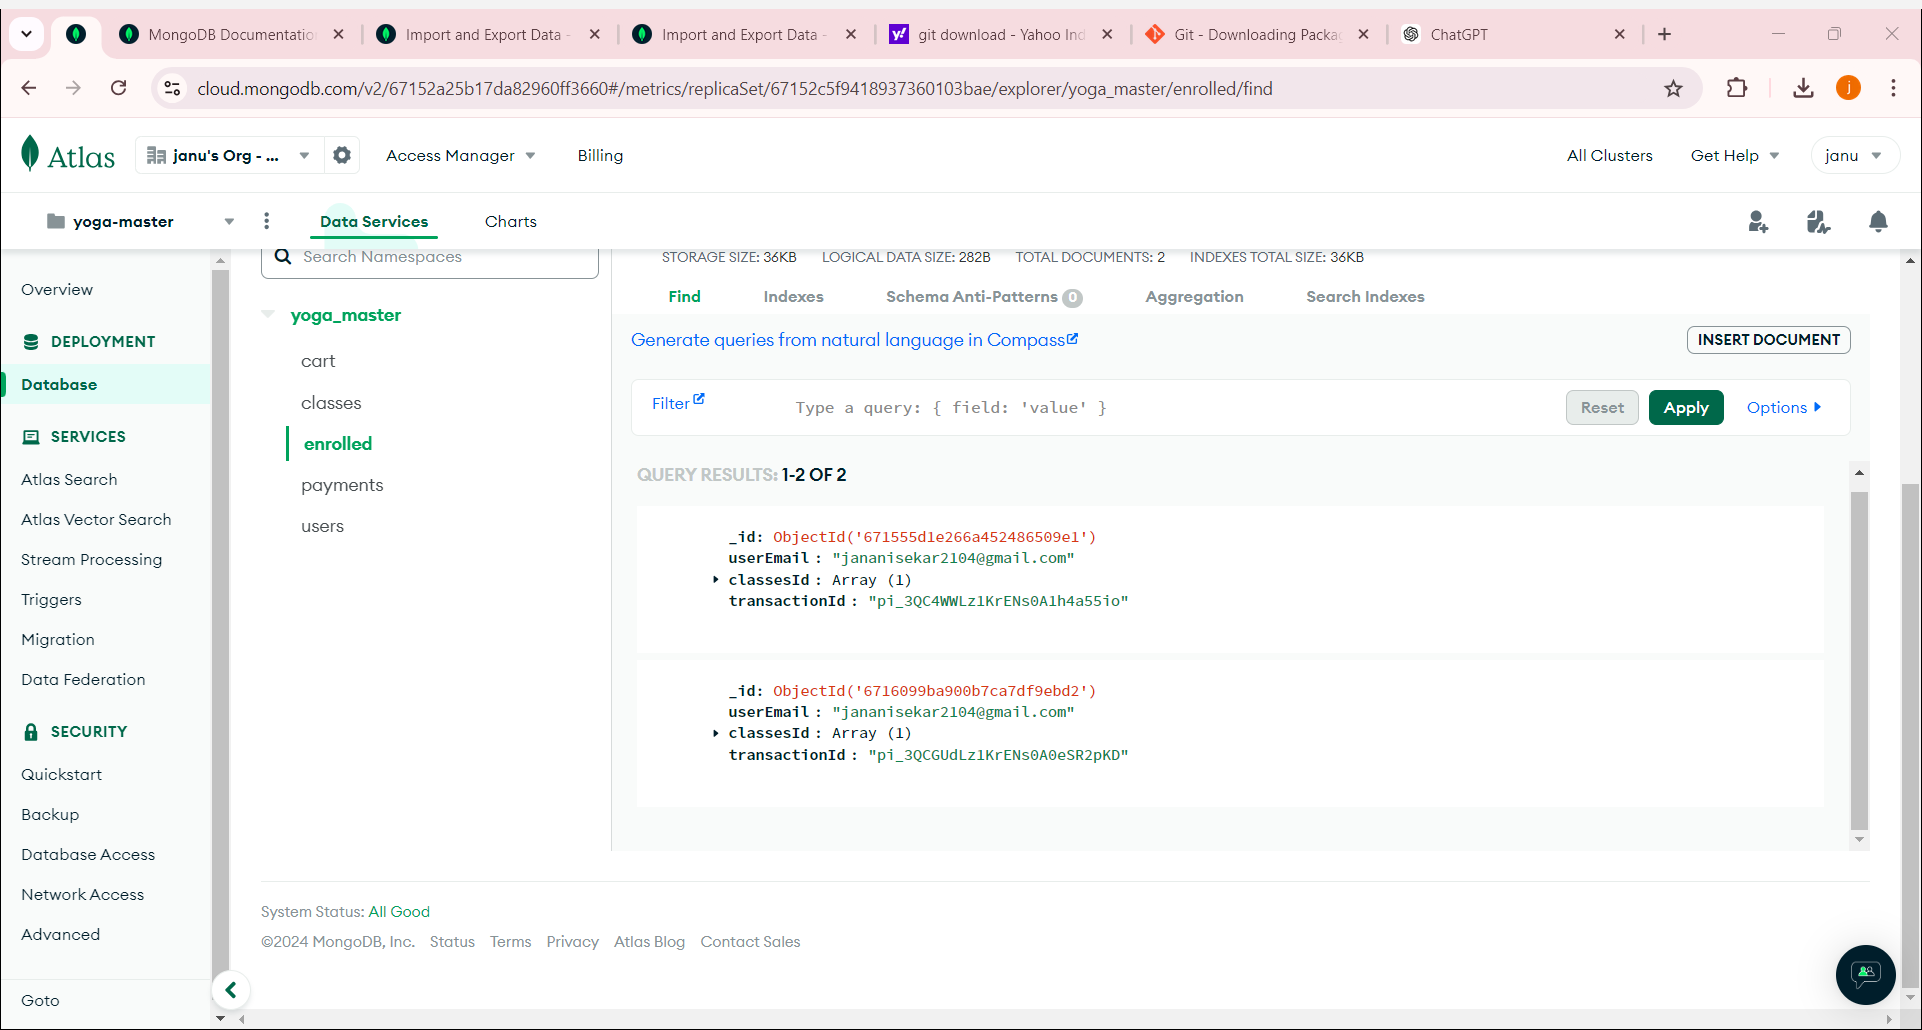 MongoDB Documentatio
Import and Export Data -
Import and Export Data -
git download - Yahoo Ind
Git - Downloading Packa
ChatGPT
cloud.mongodb.com/v2/67152a25b17da82960ff3660#/metrics/replicaSet/67152c5f9418937360103bae/explorer/yoga_master/enrolled/find
j
Atlas
janu's Org - ...
Access Manager
Billing
All Clusters
Get Help
janu
yoga-master
Data Services
Charts
Overview
DEPLOYMENT
Database
SERVICES
Atlas Search
Atlas Vector Search
Stream Processing
Triggers
Migration
Data Federation
SECURITY
Quickstart
Backup
Database Access
Network Access
Advanced
Goto
Search Namespaces
yoga_master
cart
classes
enrolled
payments
users
STORAGE SIZE: 36KB LOGICAL DATA SIZE: 282B TOTAL DOCUMENTS: 2 INDEXES TOTAL SIZE: 36KB
Find Indexes Schema Anti-Patterns 0 Aggregation Search Indexes
Generate queries from natural language in Compass
INSERT DOCUMENT
Filter
Type a query: { field: 'value' }
Reset
Apply
Options
QUERY RESULTS: 1-2 OF 2
_id: ObjectId('671555d1e266a452486509e1')
userEmail : "jananisekar2104@gmail.com"
classesId : Array (1)
transactionId : "pi_3QC4WWLz1KrENs0A1h4a55io"
_id: ObjectId('6716099ba900b7ca7df9ebd2')
userEmail : "jananisekar2104@gmail.com"
classesId : Array (1)
transactionId : "pi_3QCGUdLz1KrENs0A0eSR2pKD"
System Status: All Good
©2024 MongoDB, Inc. Status Terms Privacy Atlas Blog Contact Sales